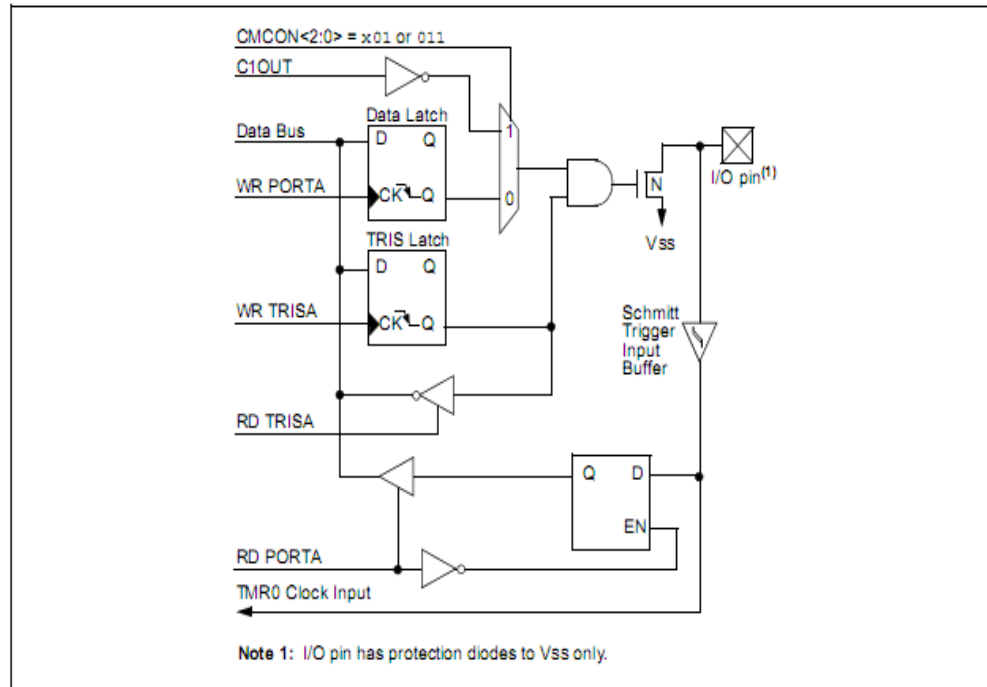 CMCON<2:0> = x01 or 011
C1OUT
Data Latch
Data Bus
D Q
1
WR PORTA
CK Q
0
I/O pin(1)
N
Vss
TRIS Latch
D Q
WR TRISA
CK Q
Schmitt
Trigger
Input
Buffer
RD TRISA
Q D
EN
RD PORTA
TMR0 Clock Input
Note 1: I/O pin has protection diodes to Vss only.